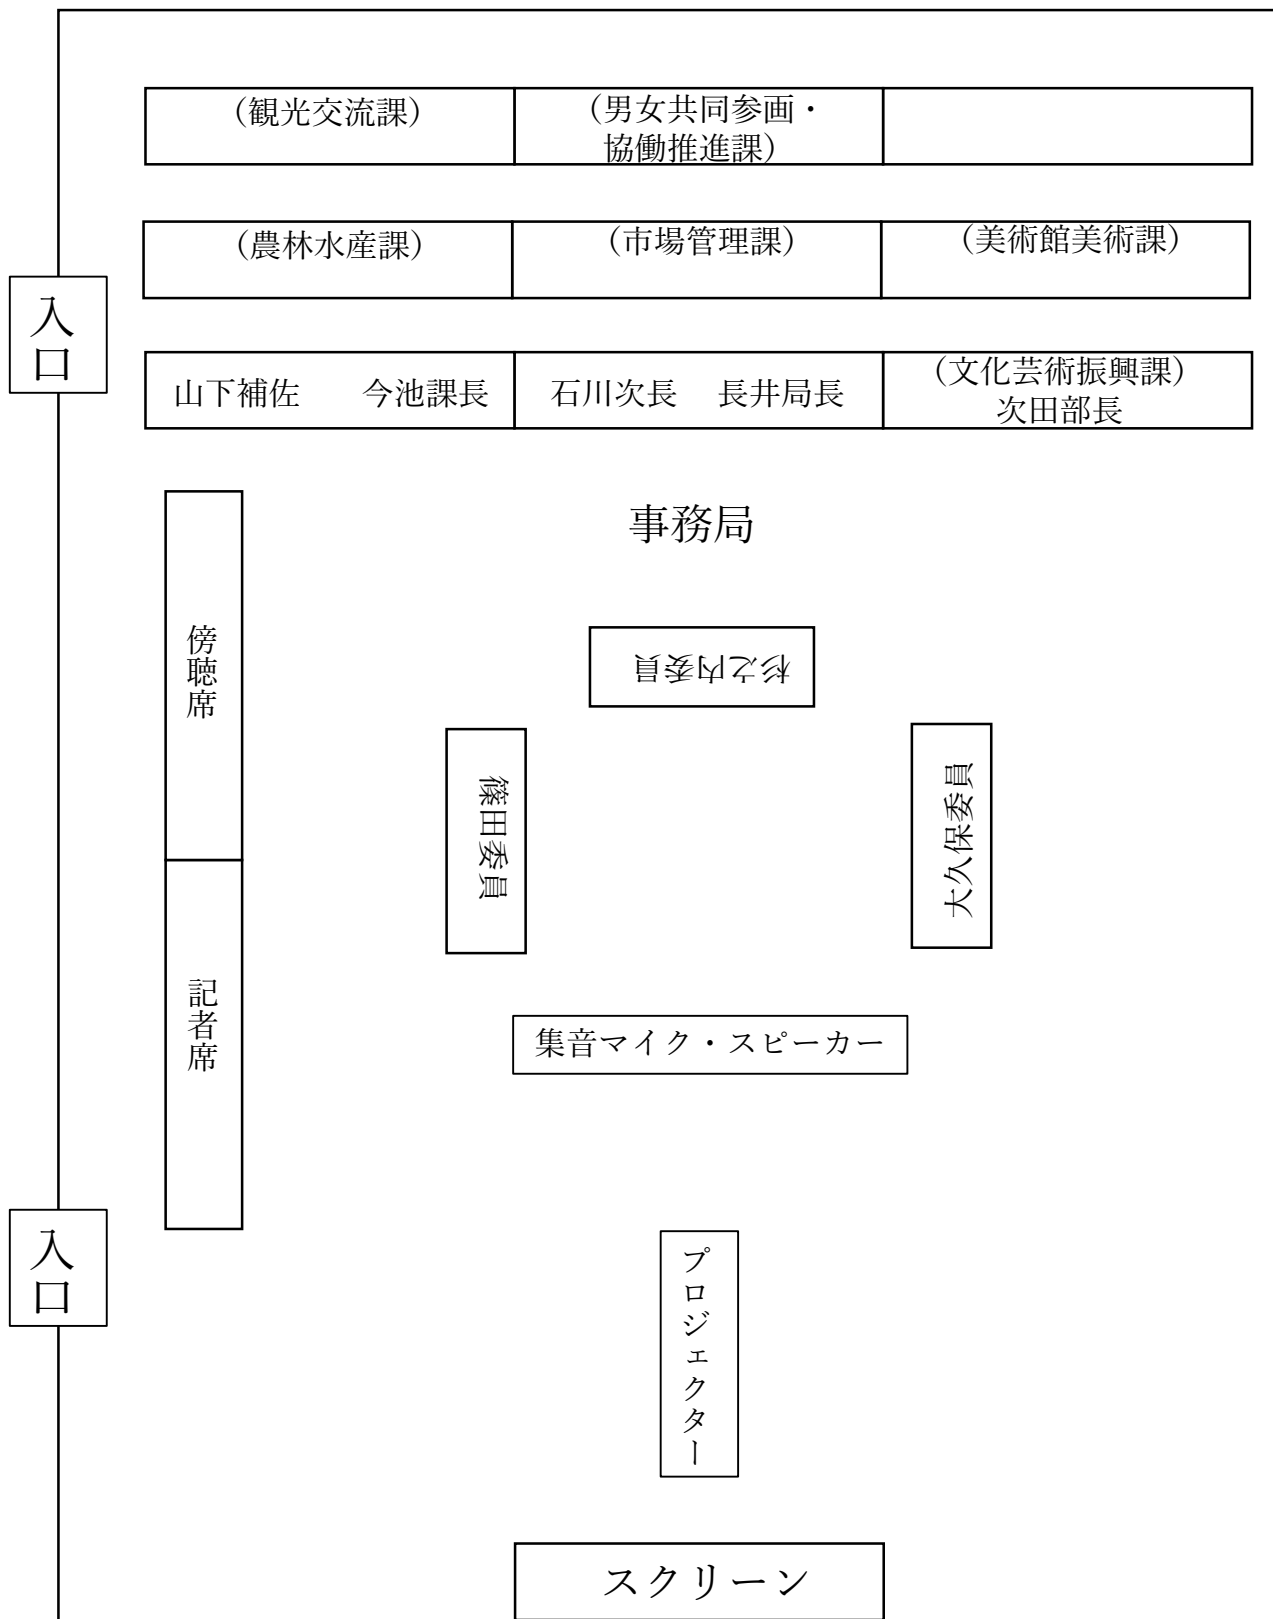 (観光交流課)
(男女共同参画・
協働推進課)
(農林水産課)
(市場管理課)
(美術館美術課)
入口
山下補佐 今池課長
石川次長 長井局長
(文化芸術振興課)
次田部長
事務局
傍聴席
杉之内委員
篠田委員
大久保委員
記者席
集音マイク・スピーカー
入口
プロジェクター
スクリーン